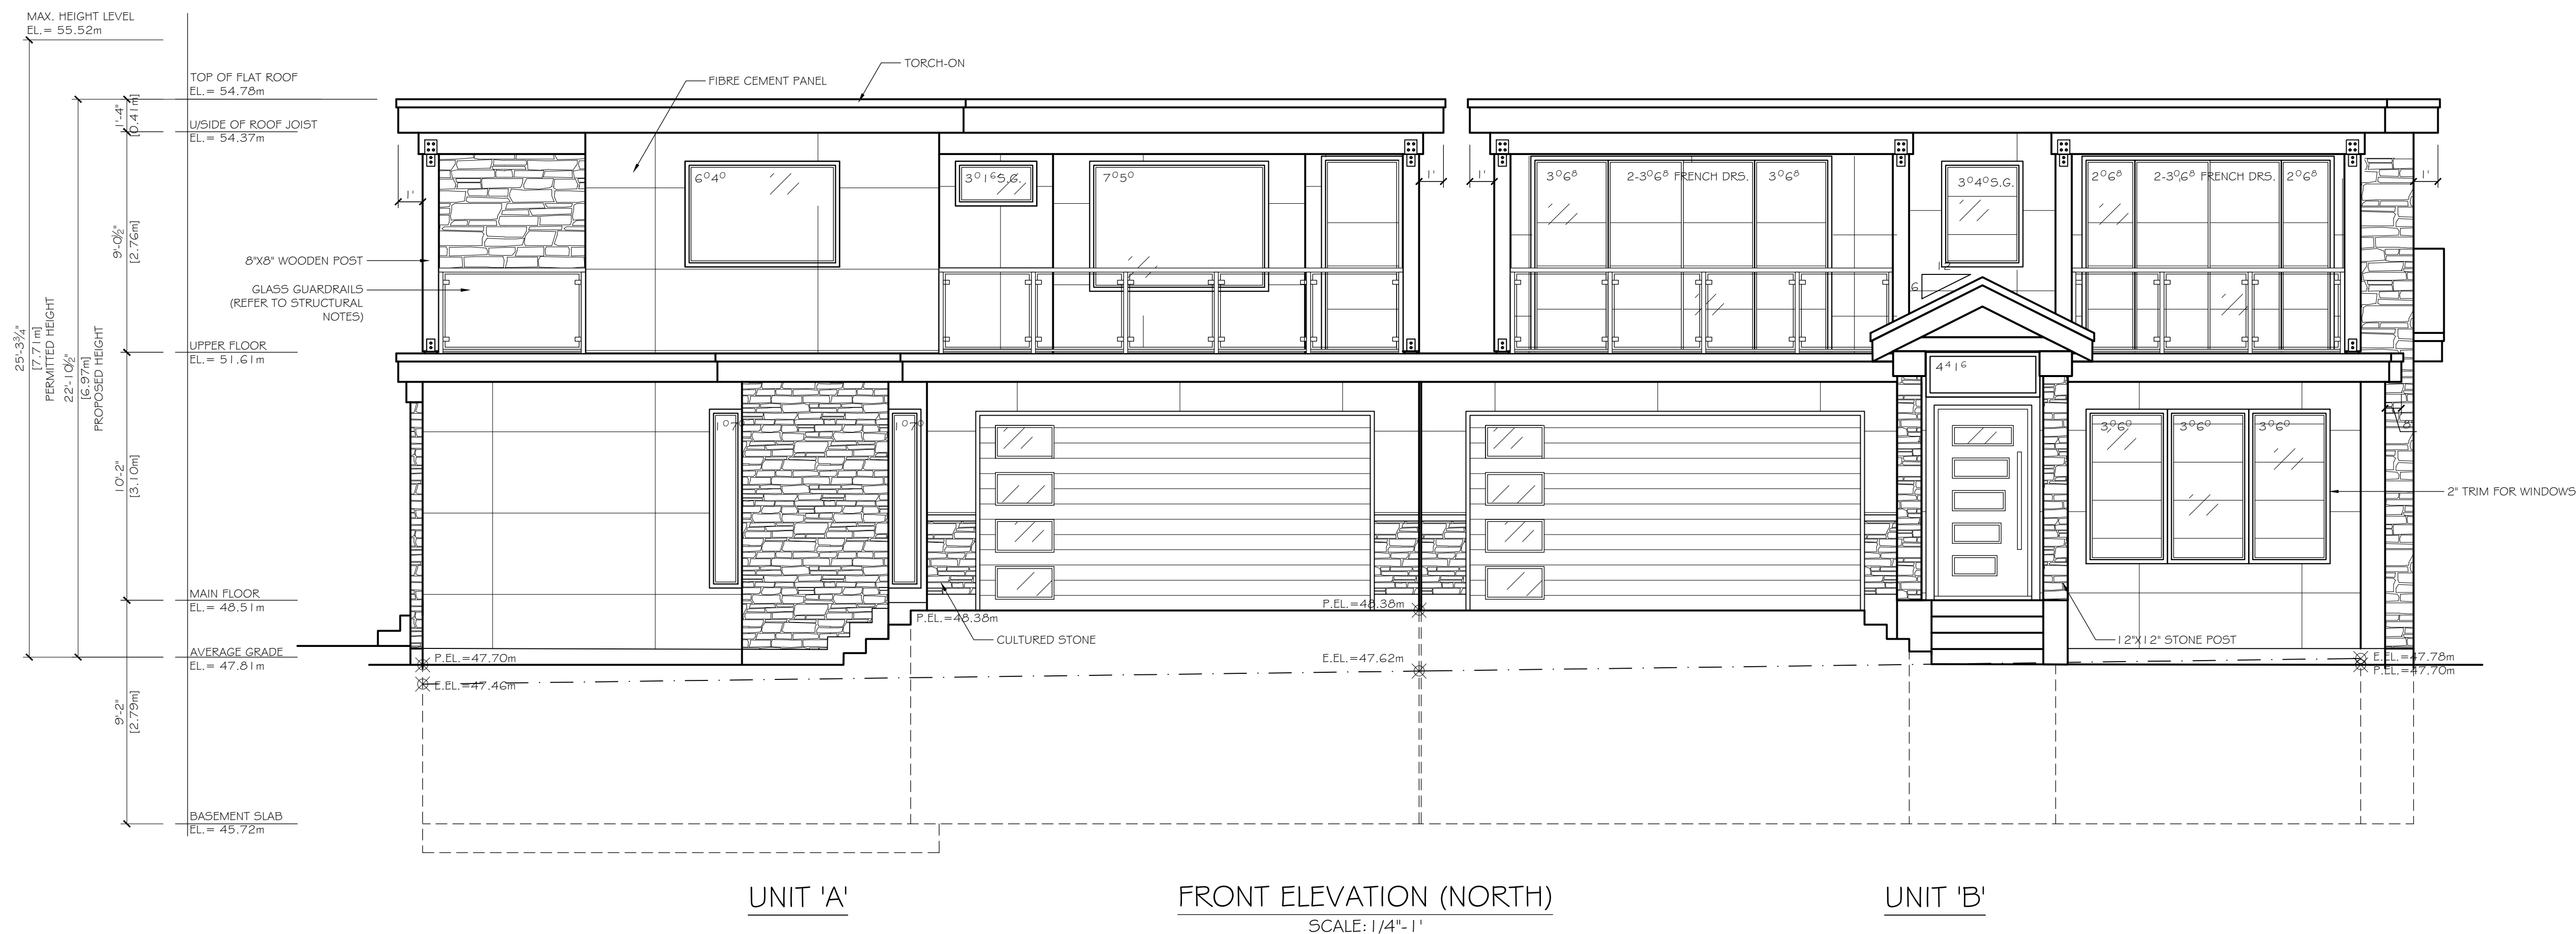 MAX. HEIGHT LEVEL
EL.= 55.52m
TOP OF FLAT ROOF
EL.= 54.78m
U/SIDE OF ROOF JOIST
EL.= 54.37m
1'-4"
[0.41m]
9'-0½"
[2.76m]
25'-3¾"
[7.71m]
PERMITTED HEIGHT
22'-10½"
[6.97m]
PROPOSED HEIGHT
UPPER FLOOR
EL.= 51.61m
10'-2"
[3.10m]
MAIN FLOOR
EL.= 48.51m
AVERAGE GRADE
EL.= 47.81m
9'-2"
[2.79m]
BASEMENT SLAB
EL.= 45.72m
TORCH-ON
FIBRE CEMENT PANEL
8"X8" WOODEN POST
GLASS GUARDRAILS
(REFER TO STRUCTURAL
NOTES)
1'
6⁰4⁰
3⁰1⁶S.G.
7⁰5⁰
1'
1'
3⁰6⁸
2-3⁰6⁸ FRENCH DRS.
3⁰6⁸
3⁰4⁰S.G.
2⁰6⁸
2-3⁰6⁸ FRENCH DRS.
2⁰6⁸
1'
12
6
4⁴1⁶
1⁰7⁰
1⁰7⁰
3⁰6⁰
3⁰6⁰
3⁰6⁰
8"
2" TRIM FOR WINDOWS
P.EL.=48.38m
P.EL.=48.38m
CULTURED STONE
12"X12" STONE POST
P.EL.=47.70m
E.EL.=47.46m
E.EL.=47.62m
E.EL.=47.78m
P.EL.=47.70m
UNIT 'A'
FRONT ELEVATION (NORTH)
SCALE: 1/4"-1'
UNIT 'B'